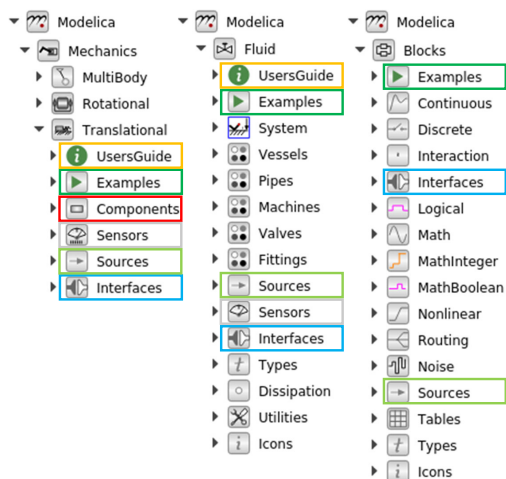 Modelica
Mechanics
MultiBody
Rotational
Translational
UsersGuide
Examples
Components
Sensors
Sources
Interfaces
Modelica
Fluid
UsersGuide
Examples
System
Vessels
Pipes
Machines
Valves
Fittings
Sources
Sensors
Interfaces
Types
Dissipation
Utilities
Icons
Modelica
Blocks
Examples
Continuous
Discrete
Interaction
Interfaces
Logical
Math
MathInteger
MathBoolean
Nonlinear
Routing
Noise
Sources
Tables
Types
Icons